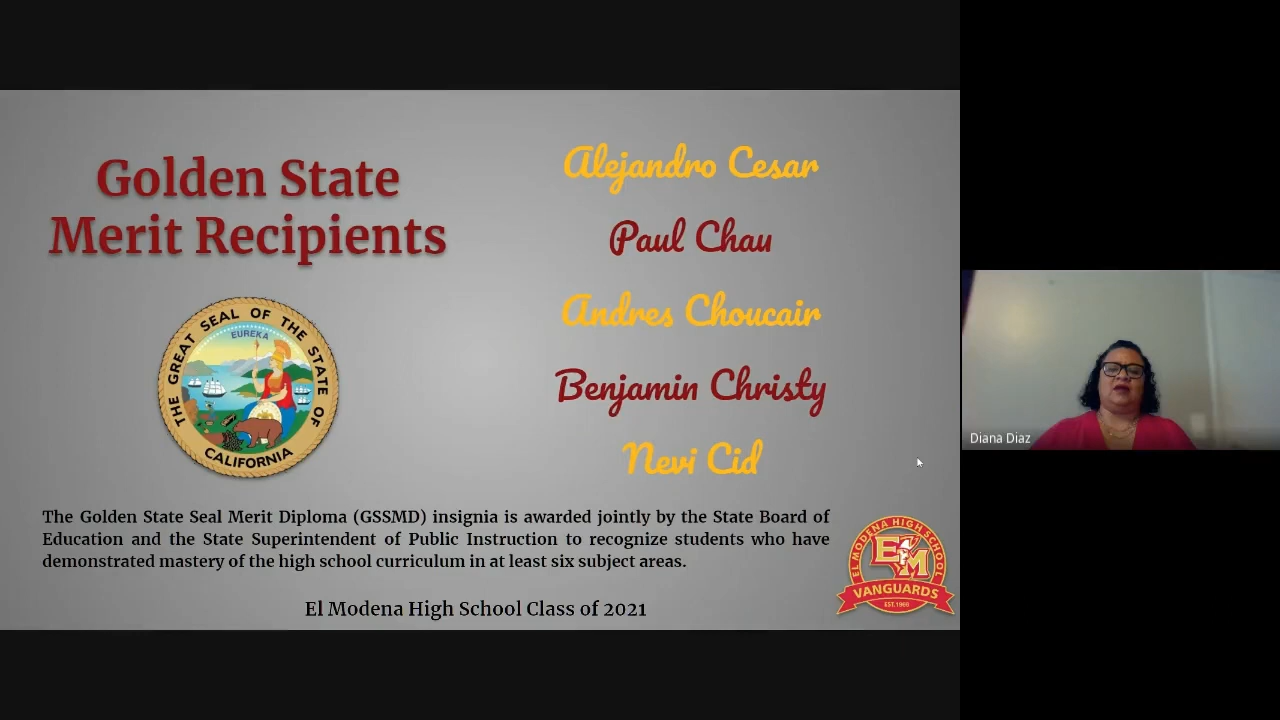 Golden State
Merit Recipients
THE GREAT SEAL OF THE STATE OF CALIFORNIA
EUREKA
Alejandro Cesar
Paul Chau
Andres Choucair
Benjamin Christy
Nevi Cid
The Golden State Seal Merit Diploma (GSSMD) insignia is awarded jointly by the State Board of
Education and the State Superintendent of Public Instruction to recognize students who have
demonstrated mastery of the high school curriculum in at least six subject areas.
El Modena High School Class of 2021
EL MODENA HIGH SCHOOL
EM
VANGUARDS
EST. 1966
Diana Diaz